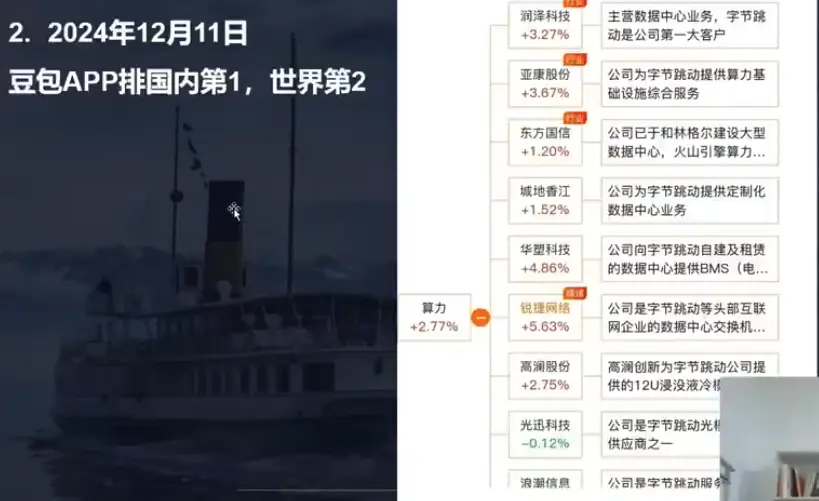 2. 2024年12月11日
豆包APP排国内第1，世界第2
算力
+2.77%
行业
润泽科技
+3.27%
主营数据中心业务，字节跳
动是公司第一大客户
行业
亚康股份
+3.67%
公司为字节跳动提供算力基
础设施综合服务
行业
东方国信
+1.20%
公司已于和林格尔建设大型
数据中心，火山引擎算力...
城地香江
+1.52%
公司为字节跳动提供定制化
数据中心业务
华塑科技
+4.86%
公司向字节跳动自建及租赁
的数据中心提供BMS（电...
锐捷网络
+5.63%
公司是字节跳动等头部互联
网企业的数据中心交换机...
高澜股份
+2.75%
高澜创新为字节跳动公司提
供的12U浸没液冷
光迅科技
-0.12%
公司是字节跳动光
供应商之一
浪潮信息
公司是字节跳动服